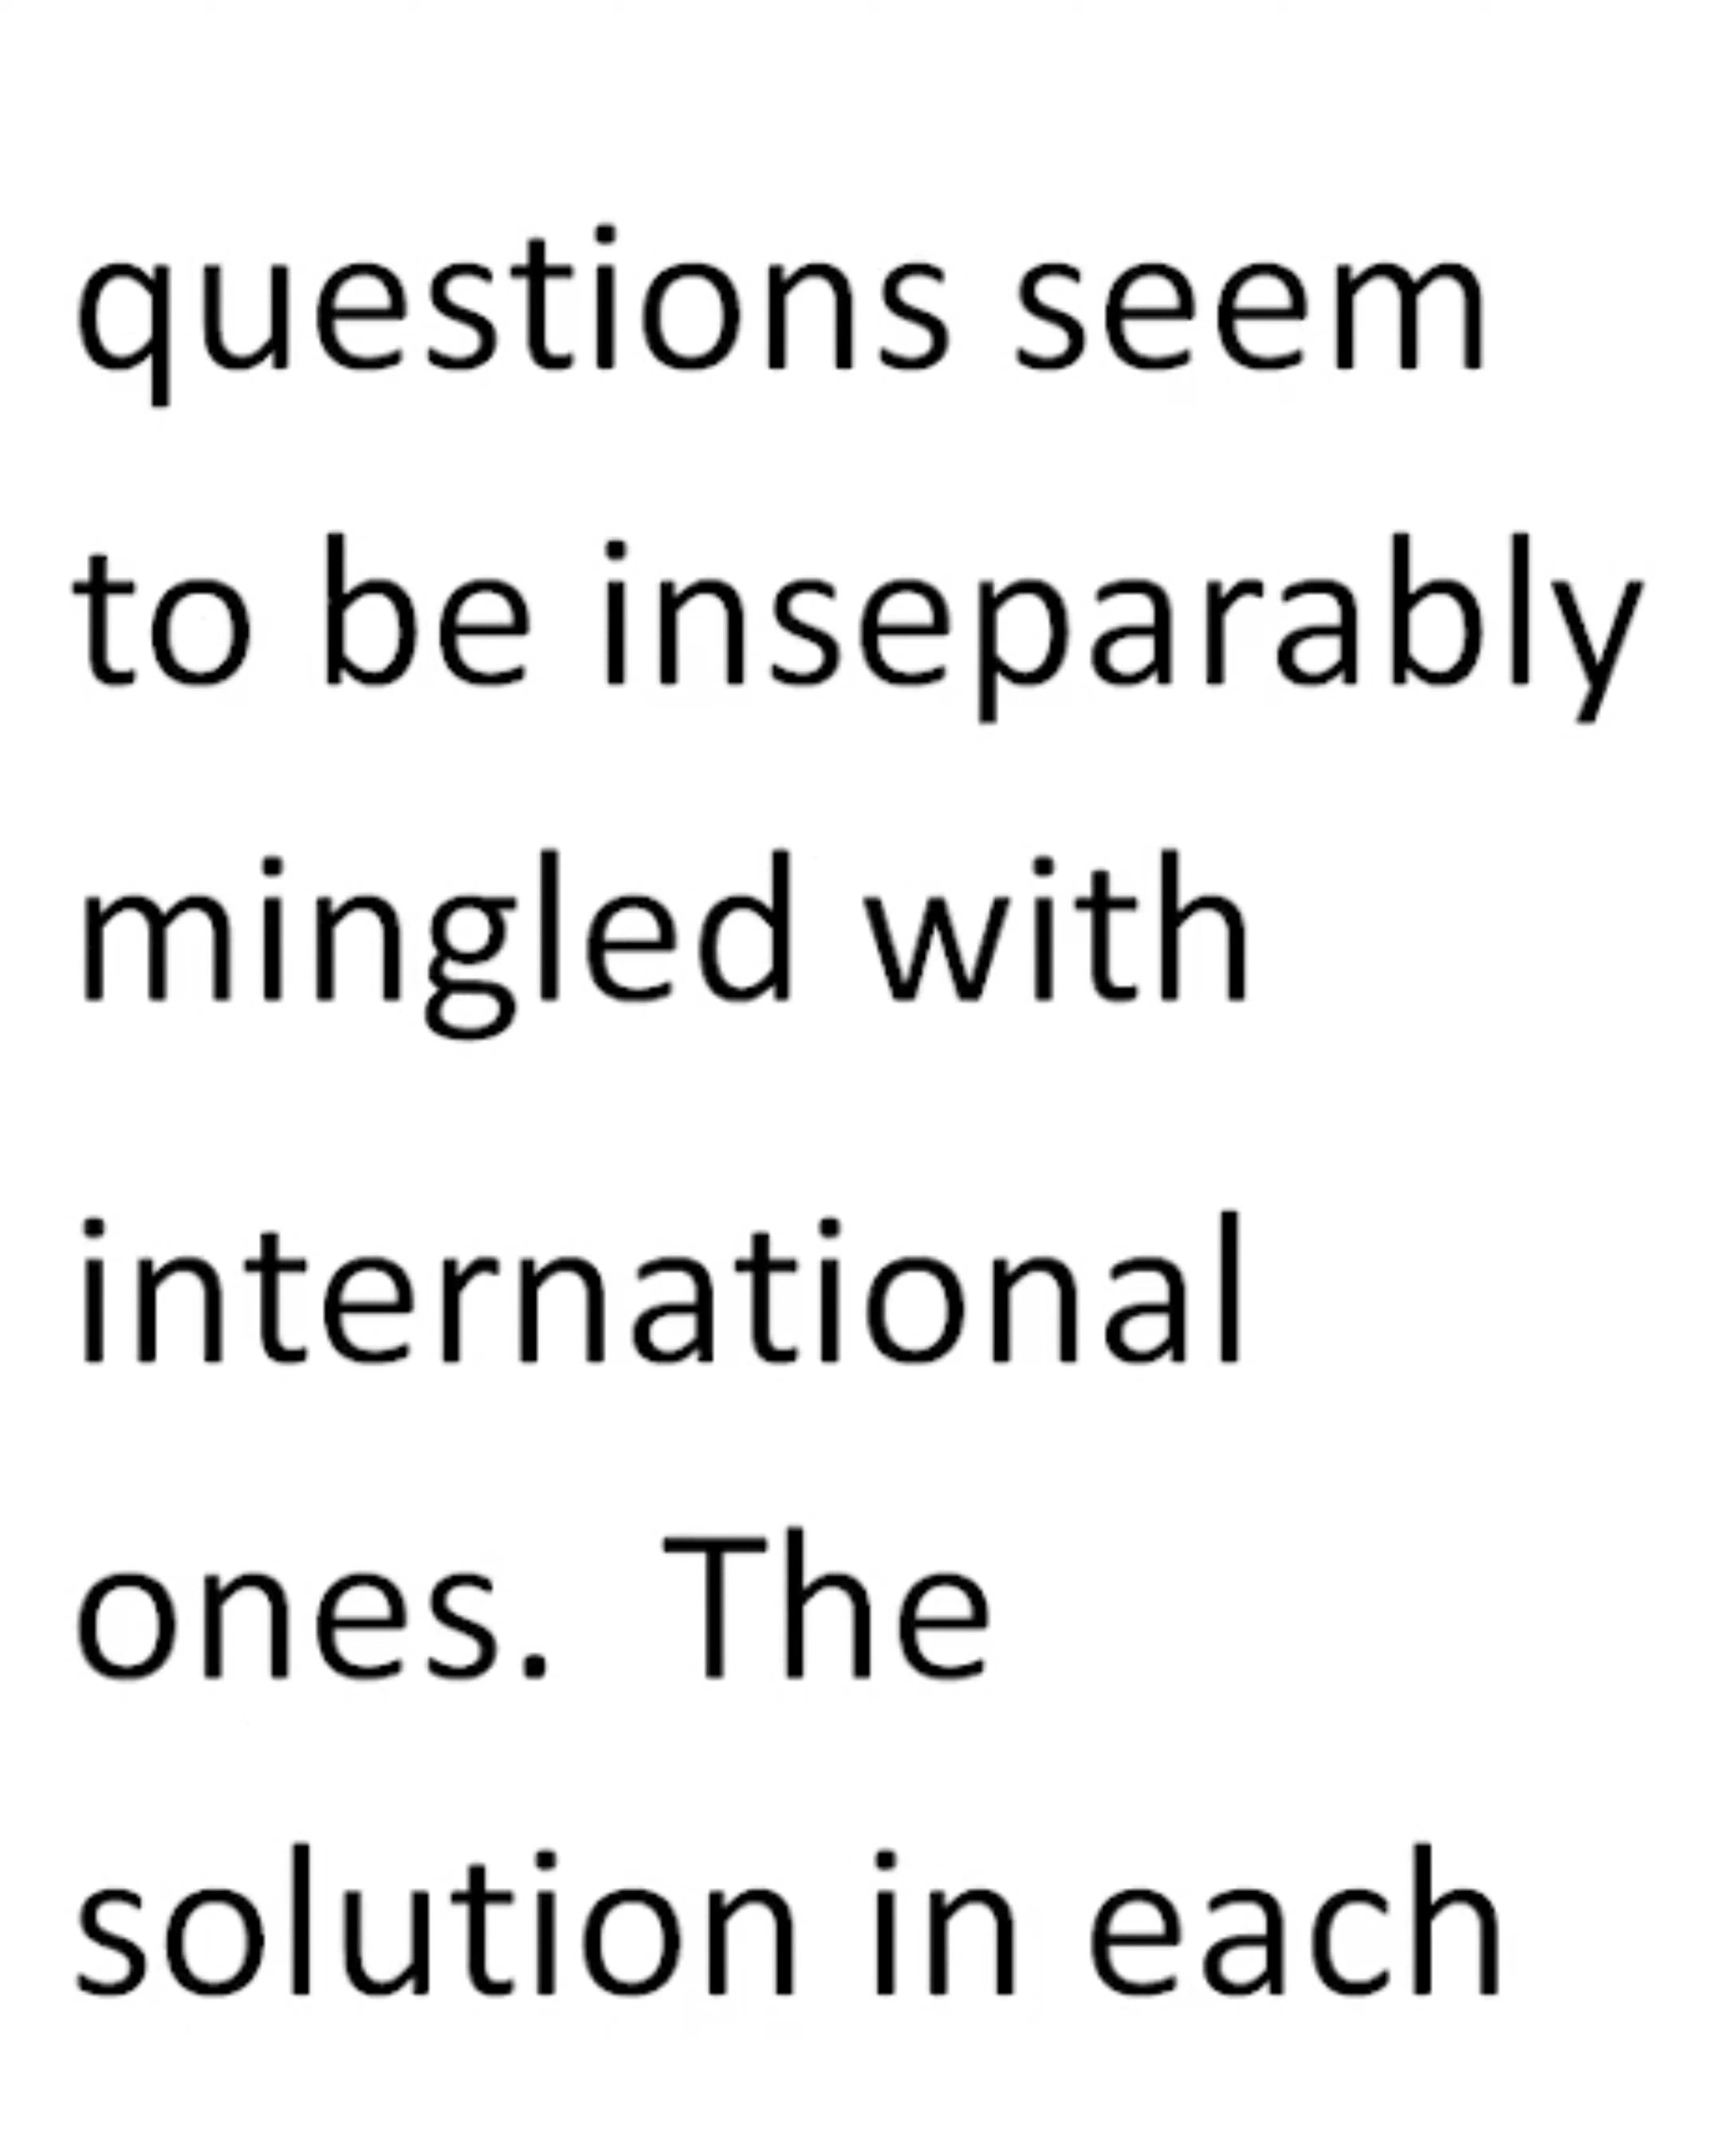 questions seem
to be inseparably
mingled with
international
ones.  The
solution in each